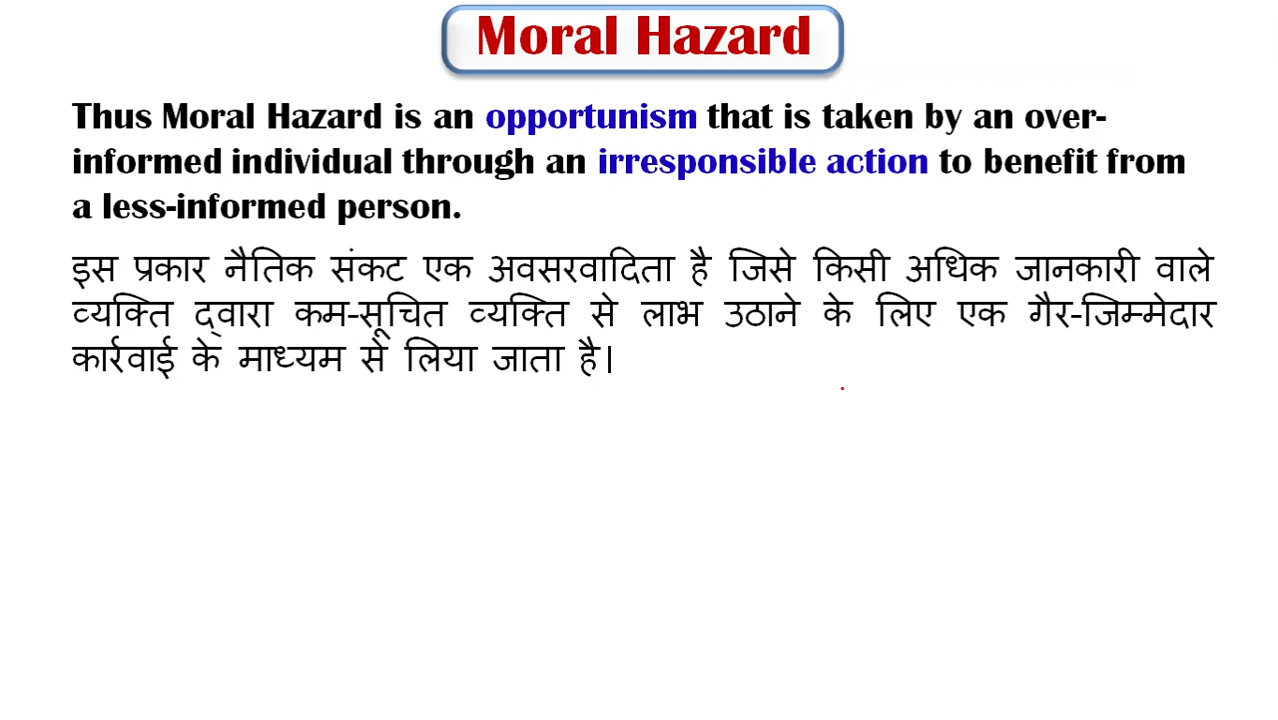 Moral Hazard
Thus Moral Hazard is an opportunism that is taken by an over-
informed individual through an irresponsible action to benefit from
a less-informed person.
इस प्रकार नैतिक संकट एक अवसरवादिता है जिसे किसी अधिक जानकारी वाले
व्यक्ति द्वारा कम-सूचित व्यक्ति से लाभ उठाने के लिए एक गैर-जिम्मेदार
कार्रवाई के माध्यम से लिया जाता है।